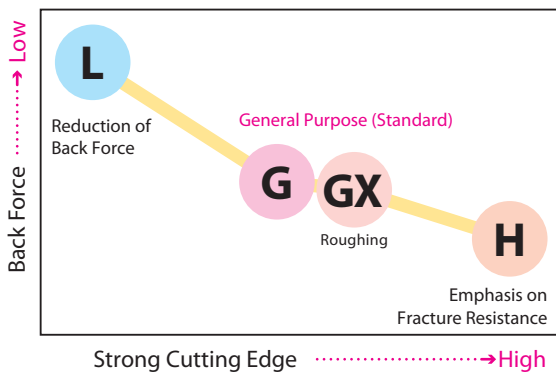 Back Force → Low
L
Reduction of
Back Force
General Purpose (Standard)
G
GX
Roughing
H
Emphasis on
Fracture Resistance
Strong Cutting Edge → High